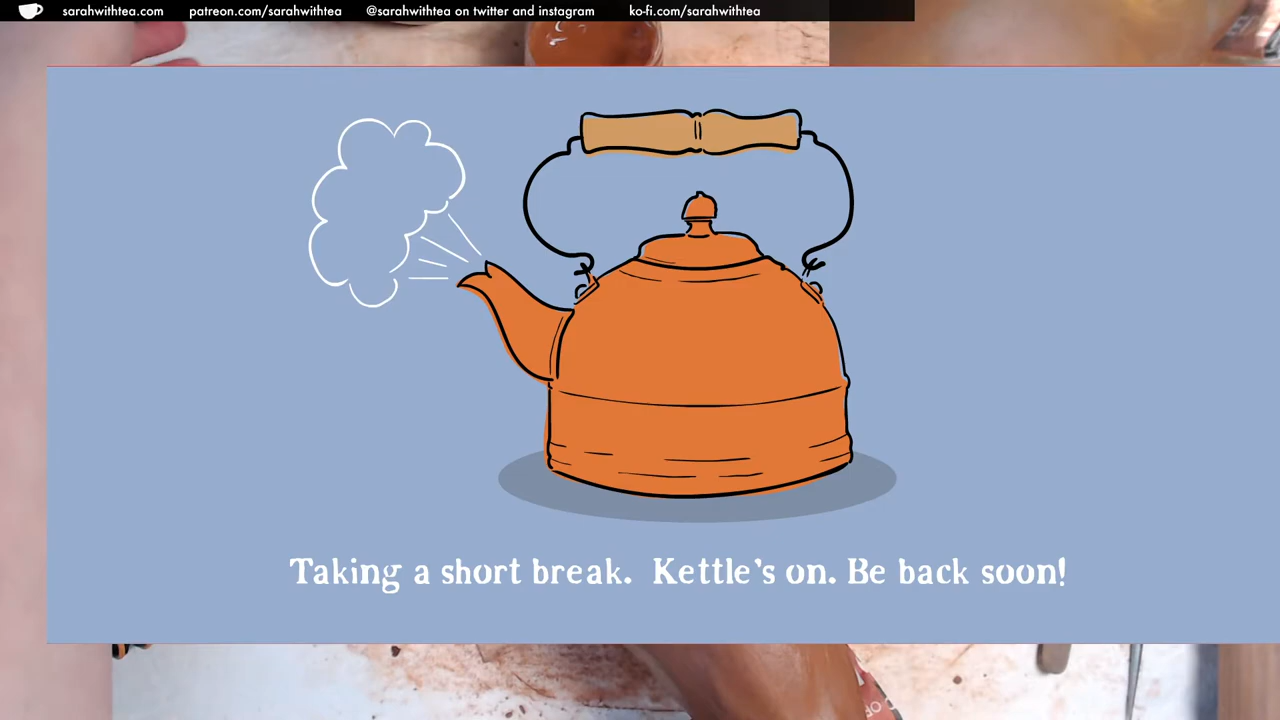 sarahwithtea.com patreon.com/sarahwithtea @sarahwithtea on twitter and instagram ko-fi.com/sarahwithtea
Taking a short break. Kettle's on. Be back soon!